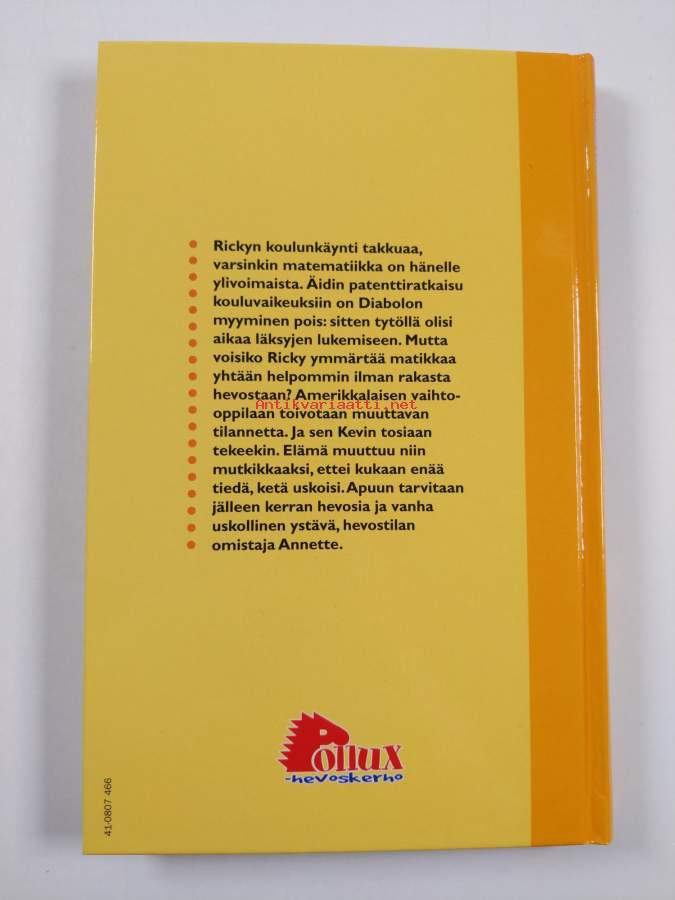 Rickyn koulunkäynti takkuaa,
varsinkin matematiikka on hänelle
ylivoimaista. Äidin patenttiratkaisu
kouluvaikeuksiin on Diabolon
myyminen pois: sitten tytöllä olisi
aikaa läksyjen lukemiseen. Mutta
voisiko Ricky ymmärtää matikkaa
yhtään helpommin ilman rakasta
hevostaan? Amerikkalaisen vaihto-
Antikvariaatti.net
oppilaan toivotaan muuttavan
tilannetta. Ja sen Kevin tosiaan
tekeekin. Elämä muuttuu niin
mutkikkaaksi, ettei kukaan enää
tiedä, ketä uskoisi. Apuun tarvitaan
jälleen kerran hevosia ja vanha
uskollinen ystävä, hevostilan
omistaja Annette.
Pollux
-hevoskerho
41-0807 466